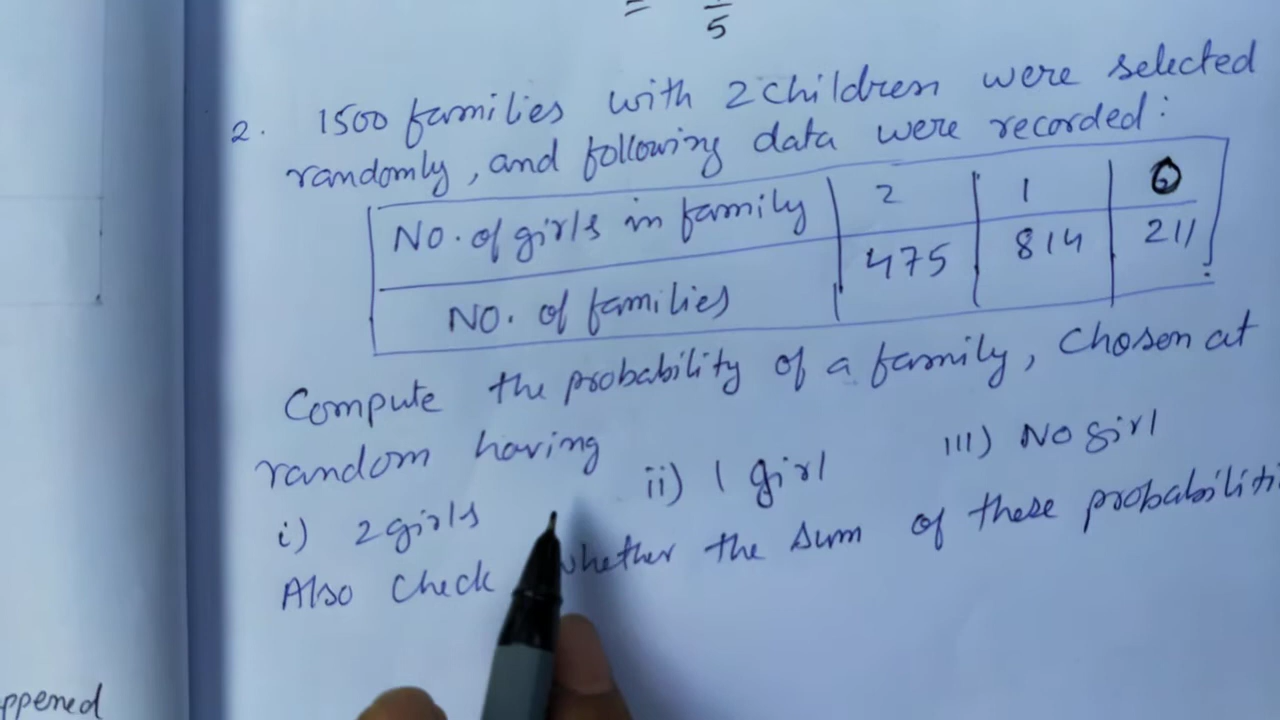 = 5
2. 1500 families with 2 children were selected
randomly, and following data were recorded:
No. of girls in family 2 1 0
No. of families 475 814 211
Compute the probability of a family, chosen at
random having
i) 2 girls ii) 1 girl iii) No girl
Also check whether the sum of these probabiliti
ppened